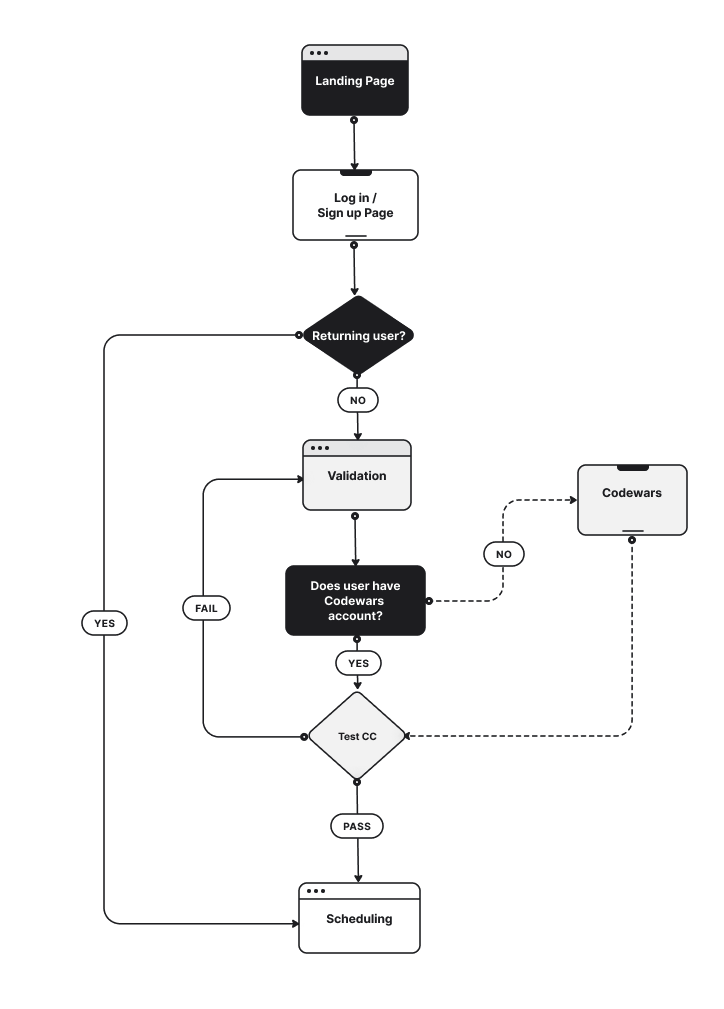 Landing Page
Log in /
Sign up Page
Returning user?
NO
Validation
Codewars
NO
Does user have
Codewars
account?
FAIL
YES
YES
Test CC
PASS
Scheduling